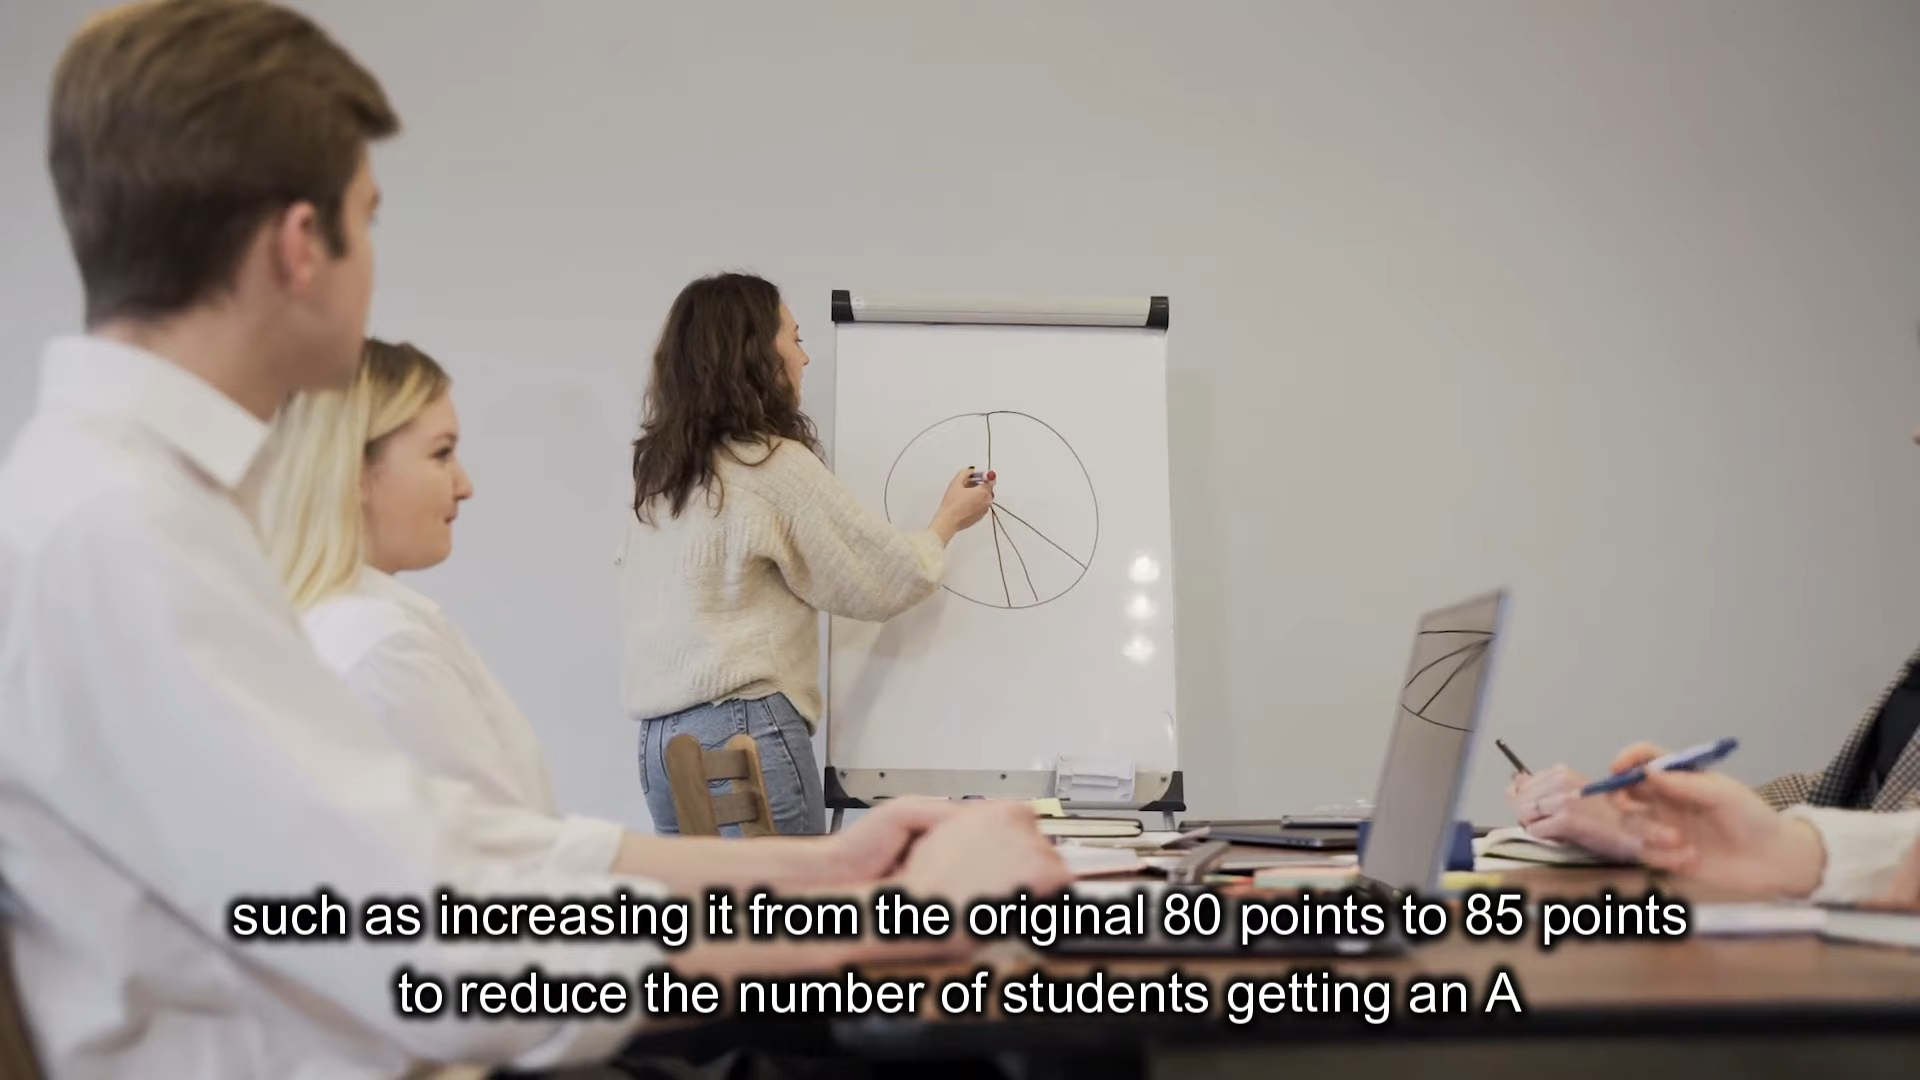 such as increasing it from the original 80 points to 85 points
to reduce the number of students getting an A